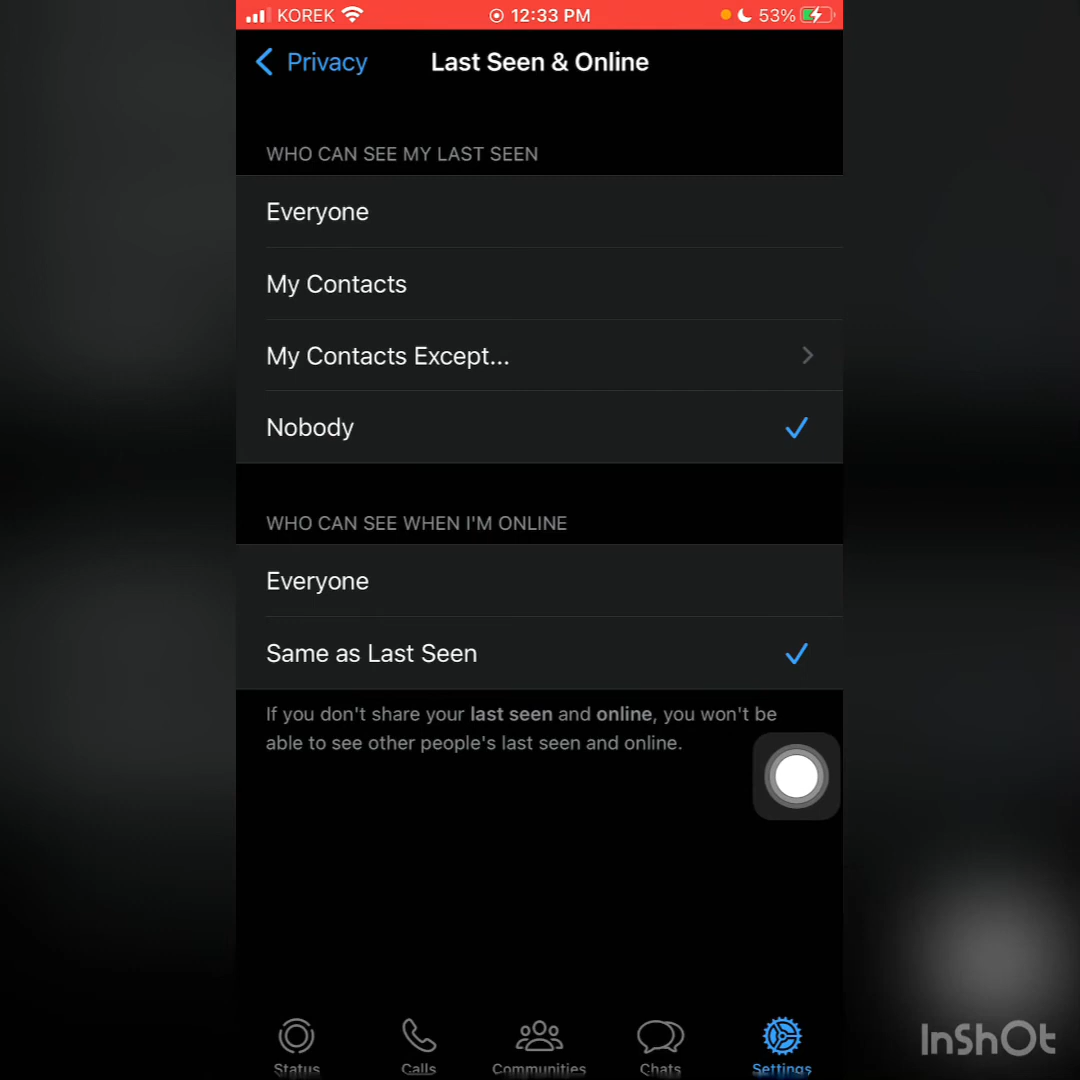 KOREK 12:33 PM 53%
Privacy Last Seen & Online
WHO CAN SEE MY LAST SEEN
Everyone
My Contacts
My Contacts Except...
Nobody
WHO CAN SEE WHEN I'M ONLINE
Everyone
Same as Last Seen
If you don't share your last seen and online, you won't be
able to see other people's last seen and online.
Status Calls Communities Chats Settings
InShOt